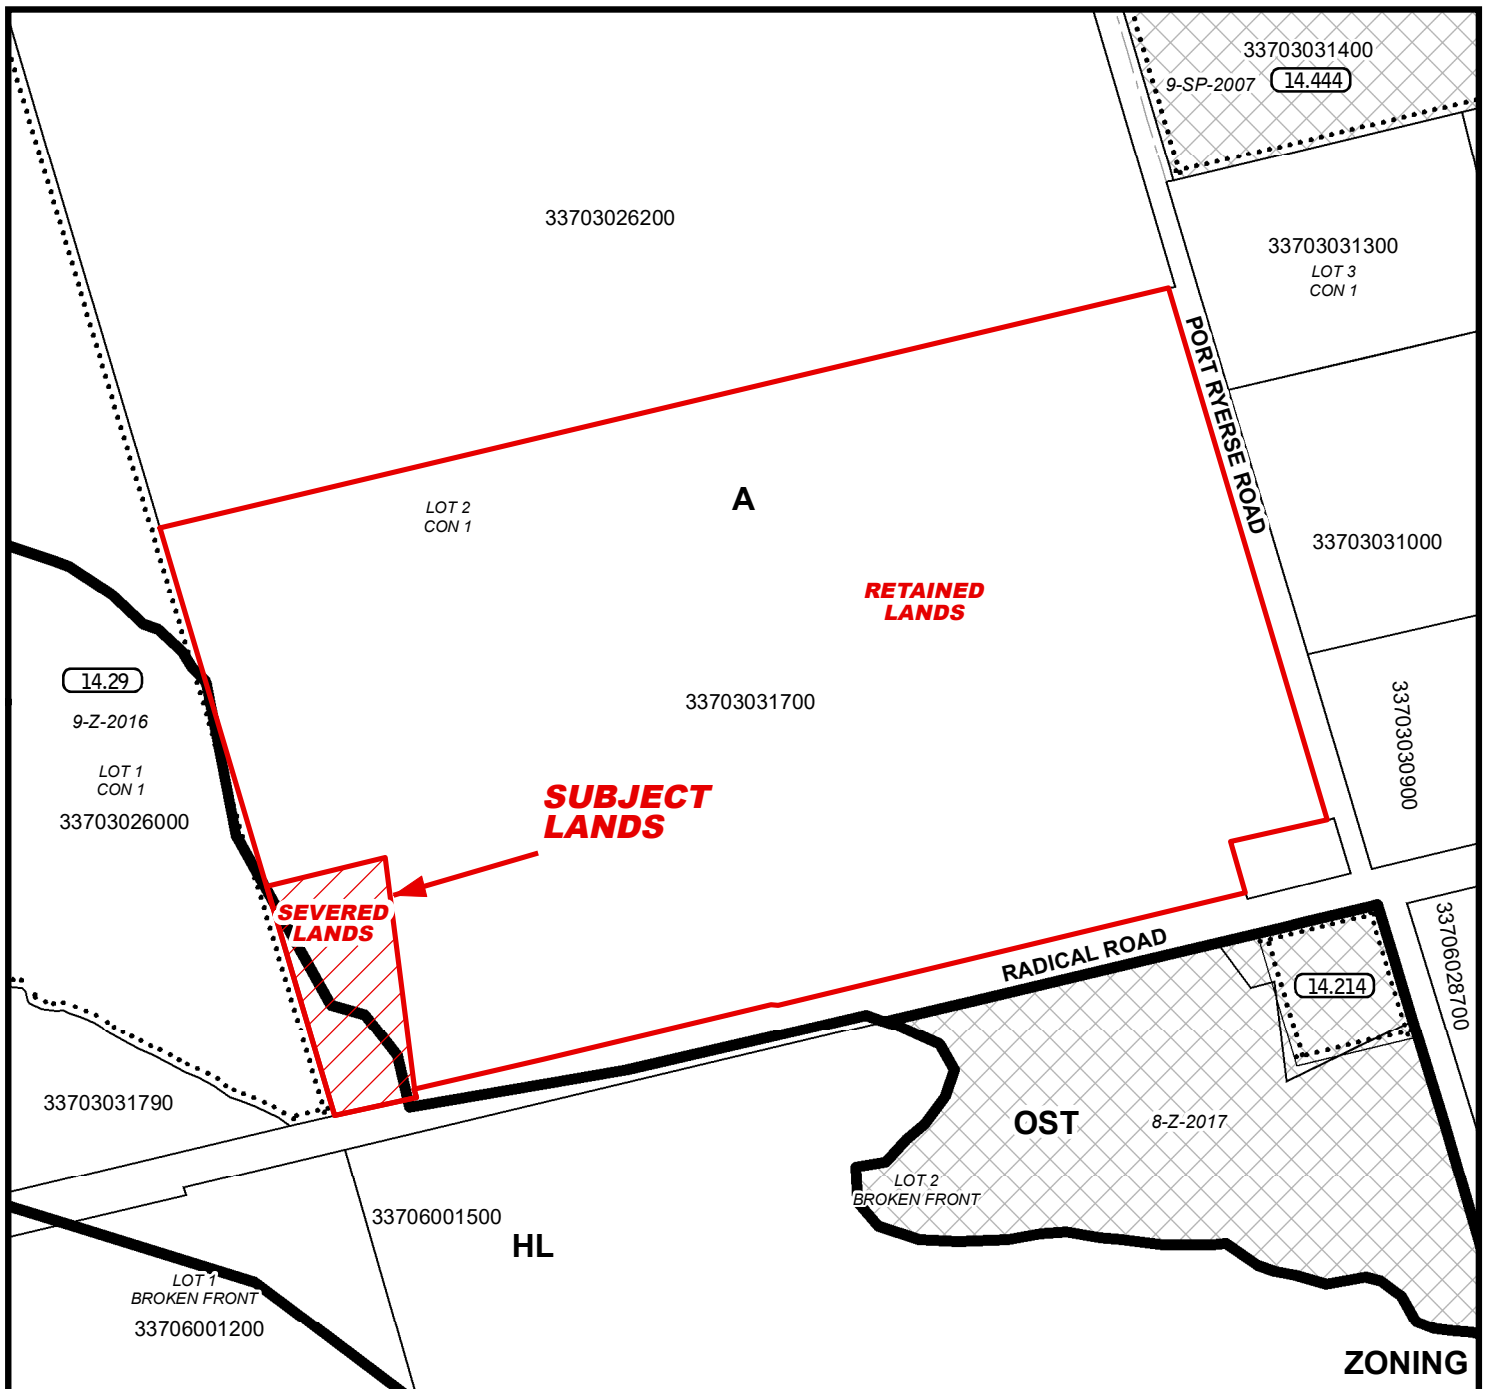 33703031400
9-SP-2007
14.444
33703026200
33703031300
LOT 3
CON 1
PORT RYERSE ROAD
LOT 2
CON 1
A
33703031000
RETAINED
LANDS
14.29
9-Z-2016
33703031700
33703030900
LOT 1
CON 1
33703026000
SUBJECT
LANDS
SEVERED
LANDS
RADICAL ROAD
33706028700
14.214
33703031790
OST
8-Z-2017
LOT 2
BROKEN FRONT
33706001500
HL
LOT 1
BROKEN FRONT
33706001200
ZONING